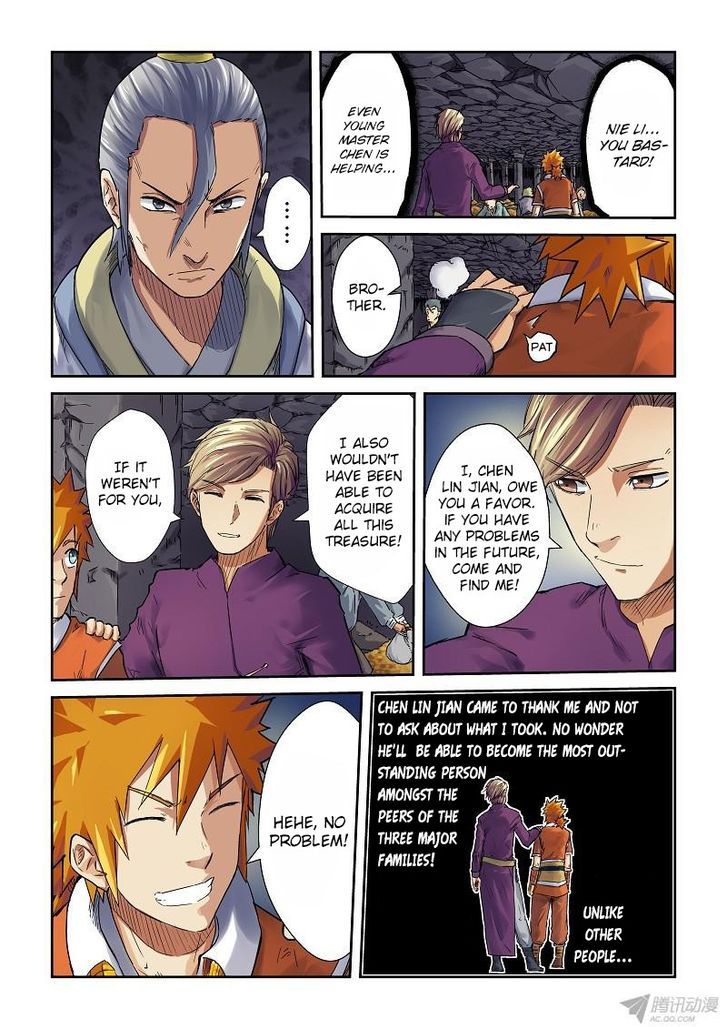 .....
EVEN
YOUNG
MASTER
CHEN IS
HELPING...
NIE LI...
YOU BAS-
TARD!
BRO-
THER.
PAT
IF IT
WEREN'T
FOR YOU,
I ALSO
WOULDN'T
HAVE BEEN
ABLE TO
ACQUIRE
ALL THIS
TREASURE!
I, CHEN
LIN JIAN, OWE
YOU A FAVOR.
IF YOU HAVE
ANY PROBLEMS
IN THE FUTURE,
COME AND
FIND ME!
HEHE, NO
PROBLEM!
CHEN LIN JIAN CAME TO THANK ME AND NOT
TO ASK ABOUT WHAT I TOOK. NO WONDER
HE'LL BE ABLE TO BECOME THE MOST OUT-
STANDING PERSON
AMONGST THE
PEERS OF THE
THREE MAJOR
FAMILIES!
UNLIKE
OTHER
PEOPLE...
腾讯动漫
AC.QQ.COM